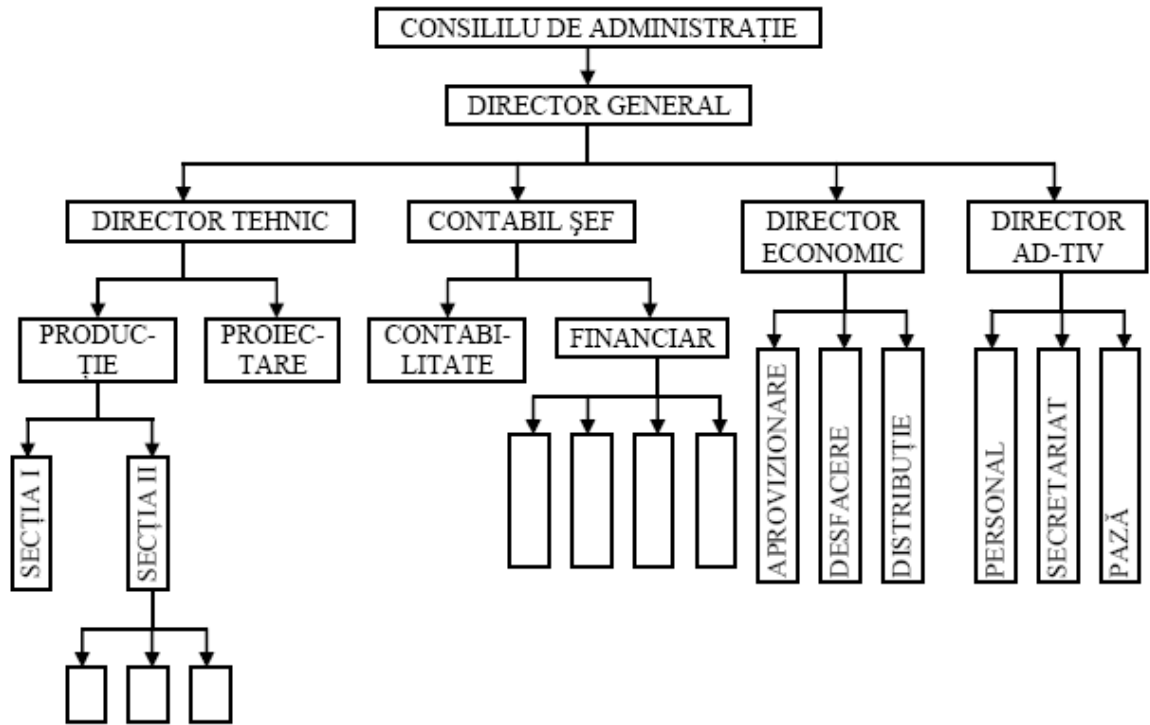 CONSILILU DE ADMINISTRAȚIE
DIRECTOR GENERAL
DIRECTOR TEHNIC
CONTABIL ŞEF
DIRECTOR
ECONOMIC
DIRECTOR
AD-TIV
PRODUC-
ȚIE
PROIEC-
TARE
CONTABI-
LITATE
FINANCIAR
APROVIZIONARE
DESFACERE
DISTRIBUȚIE
PERSONAL
SECRETARIAT
PAZĂ
SECȚIA I
SECȚIA II